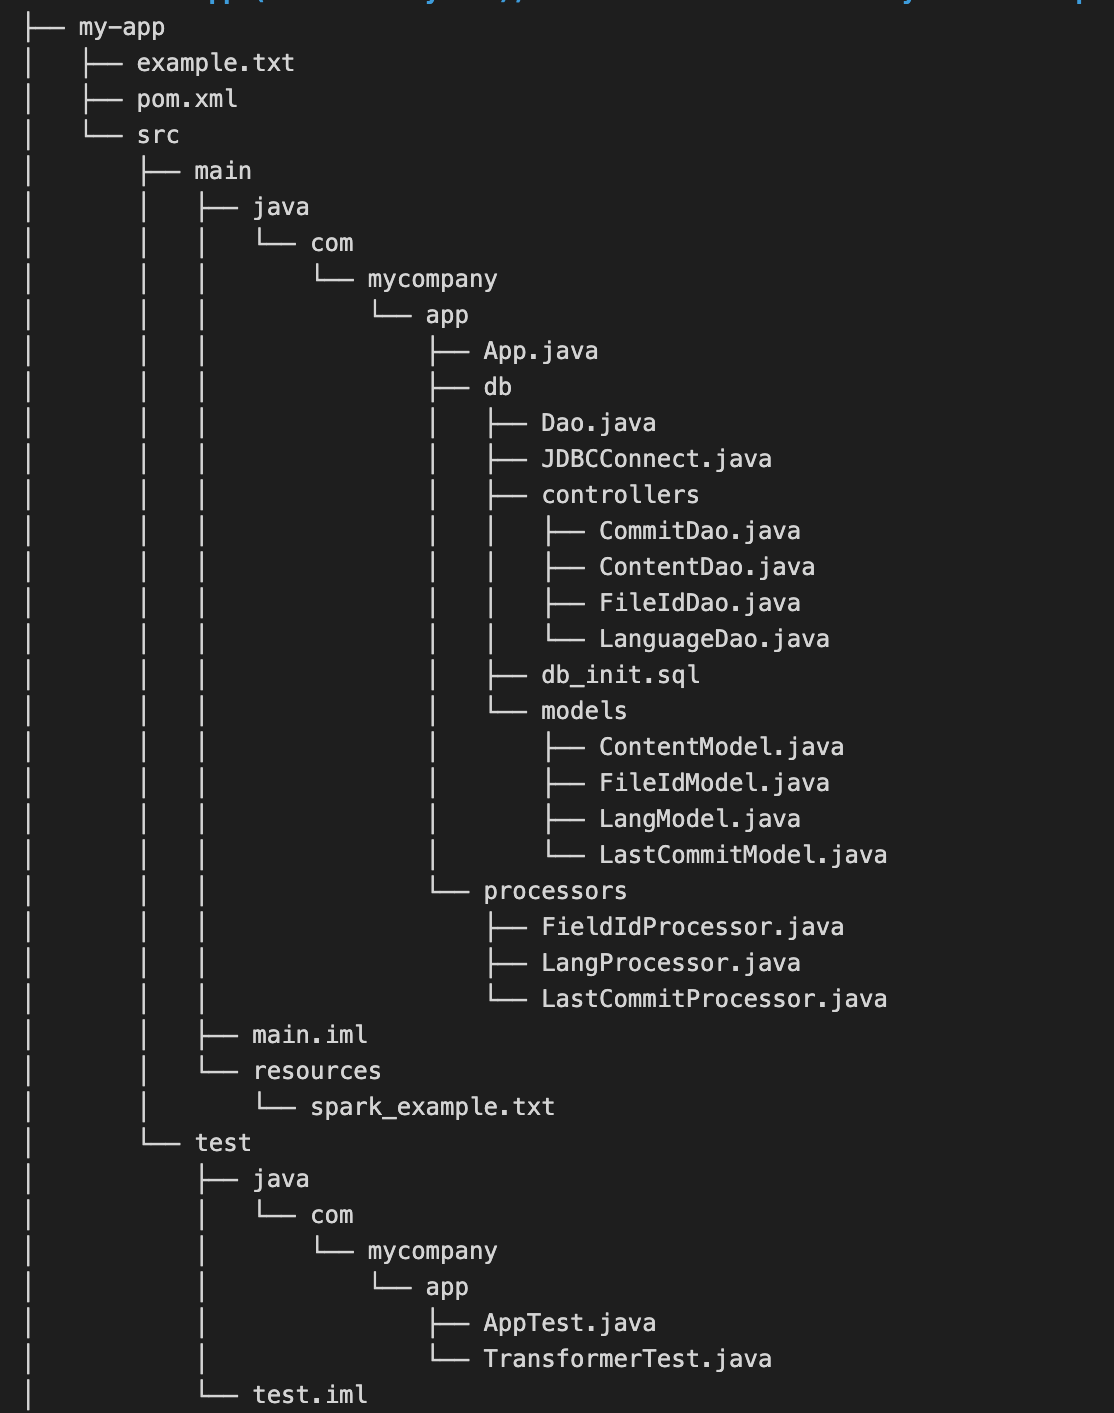 ├── my-app
│   ├── example.txt
│   ├── pom.xml
│   └── src
│       ├── main
│       │   ├── java
│       │   │   └── com
│       │   │       └── mycompany
│       │   │           └── app
│       │   │               ├── App.java
│       │   │               ├── db
│       │   │               │   ├── Dao.java
│       │   │               │   ├── JDBCConnect.java
│       │   │               │   ├── controllers
│       │   │               │   │   ├── CommitDao.java
│       │   │               │   │   ├── ContentDao.java
│       │   │               │   │   ├── FileIdDao.java
│       │   │               │   │   └── LanguageDao.java
│       │   │               │   ├── db_init.sql
│       │   │               │   └── models
│       │   │               │       ├── ContentModel.java
│       │   │               │       ├── FileIdModel.java
│       │   │               │       ├── LangModel.java
│       │   │               │       └── LastCommitModel.java
│       │   │               └── processors
│       │   │                   ├── FieldIdProcessor.java
│       │   │                   ├── LangProcessor.java
│       │   │                   └── LastCommitProcessor.java
│       │   ├── main.iml
│       │   └── resources
│       │       └── spark_example.txt
│       └── test
│           ├── java
│           │   └── com
│           │       └── mycompany
│           │           └── app
│           │               ├── AppTest.java
│           │               └── TransformerTest.java
│           └── test.iml